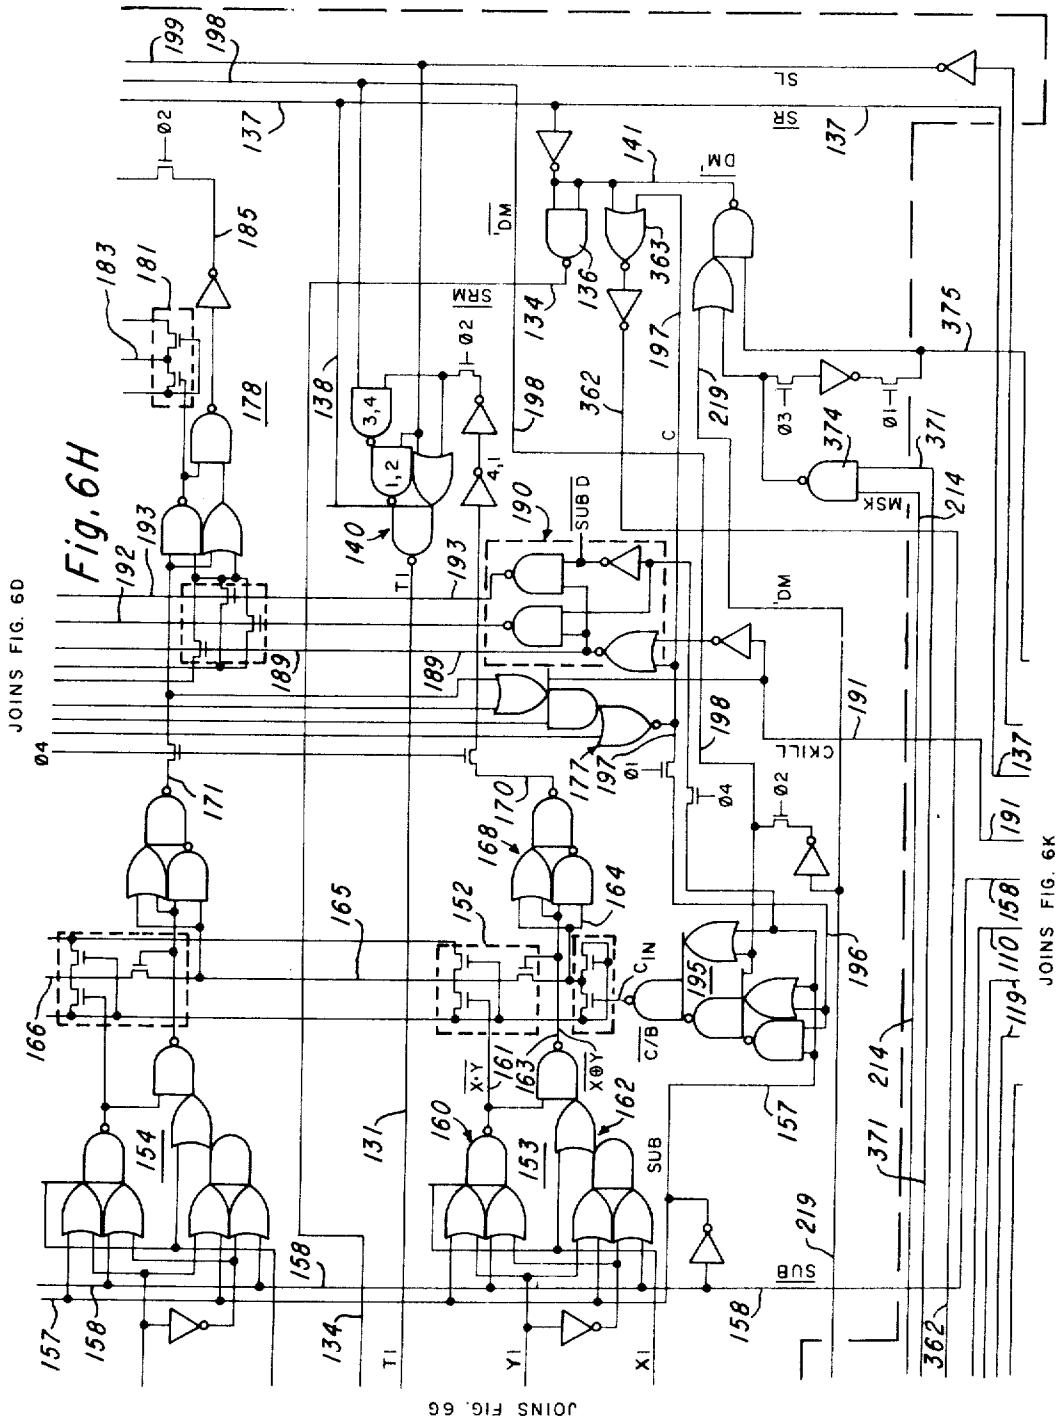 JOINS FIG. 6D
Fig. 6H
199
198
137
Ø2
185
183
181
178
192
193
Ø4
171
189
166
154
157
158
165
138
3,4
1,2
140
T1
193
SRM
Ø2
4,1
134
'DM
136
363
141
SL
SR
137
DM'
198
362
197
C
219
Ø3
Ø1
375
374
371
MSK
214
190
SUB D
189
177
197
Ø1
Ø4
198
'DM
CKILL
191
Ø2
170
168
152
164
C IN
195
C/B
196
157
131
X·Y
161
163
X⊕Y
160
153
162
SUB
158
134
T1
Y1
X1
SUB
158
219
371
214
362
137
191
158
110
119
JOINS FIG. 6G
JOINS FIG. 6K